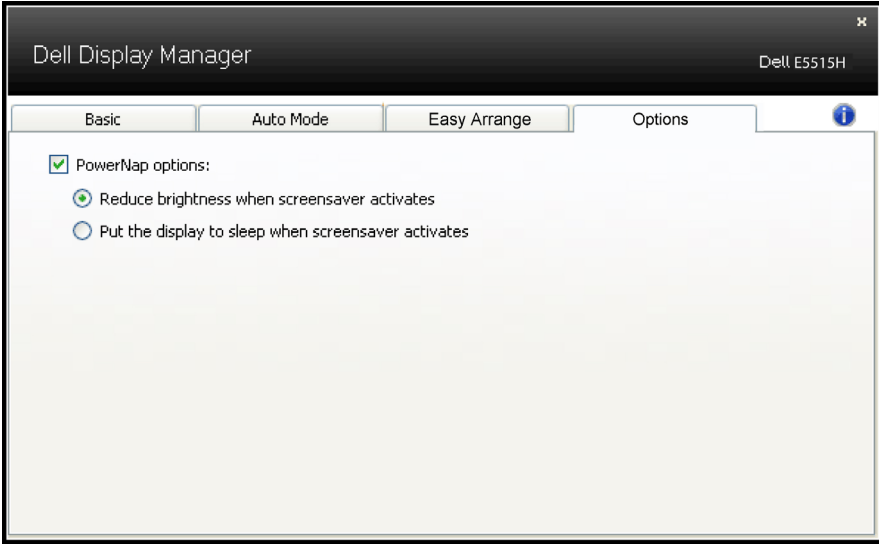 Dell Display Manager
Dell E5515H
Basic
Auto Mode
Easy Arrange
Options
PowerNap options:
Reduce brightness when screensaver activates
Put the display to sleep when screensaver activates